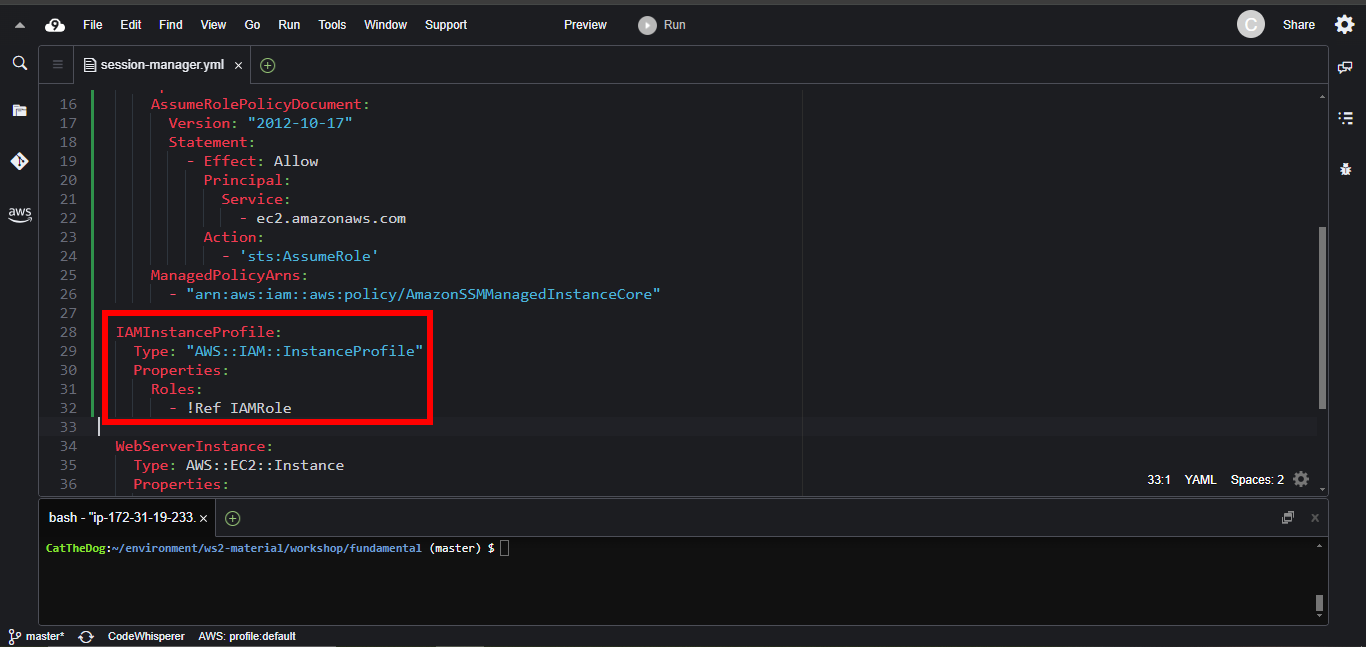 File Edit Find View Go Run Tools Window Support Preview Run C Share
session-manager.yml ×
16 AssumeRolePolicyDocument:
17 Version: "2012-10-17"
18 Statement:
19 - Effect: Allow
20 Principal:
21 Service:
22 - ec2.amazonaws.com
23 Action:
24 - 'sts:AssumeRole'
25 ManagedPolicyArns:
26 - "arn:aws:iam::aws:policy/AmazonSSMManagedInstanceCore"
27
28 IAMInstanceProfile:
29 Type: "AWS::IAM::InstanceProfile"
30 Properties:
31 Roles:
32 - !Ref IAMRole
33
34 WebServerInstance:
35 Type: AWS::EC2::Instance
36 Properties:
aws
33:1 YAML Spaces: 2
bash - "ip-172-31-19-233. ×
CatTheDog:~/environment/ws2-material/workshop/fundamental (master) $
master* CodeWhisperer AWS: profile:default